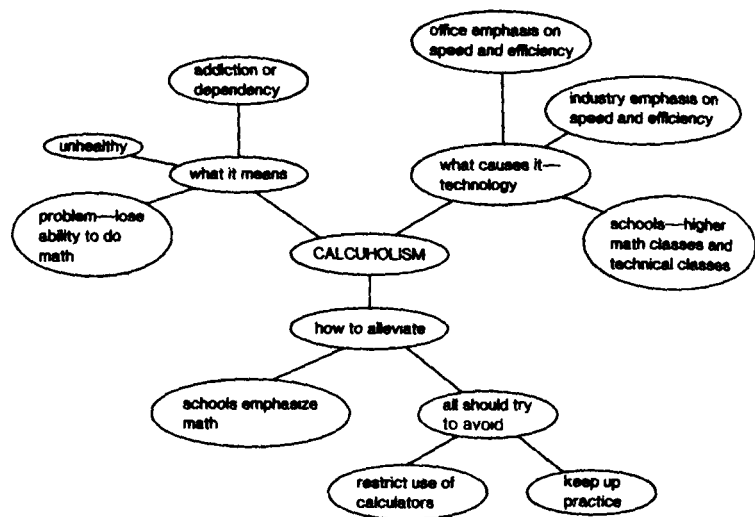 office emphasis on
speed and efficiency
addiction or
dependency
industry emphasis on
speed and efficiency
unhealthy
what it means
what causes it—
technology
problem—lose
ability to do
math
schools—higher
math classes and
technical classes
CALCUHOLISM
how to alleviate
schools emphasize
math
all should try
to avoid
restrict use of
calculators
keep up
practice